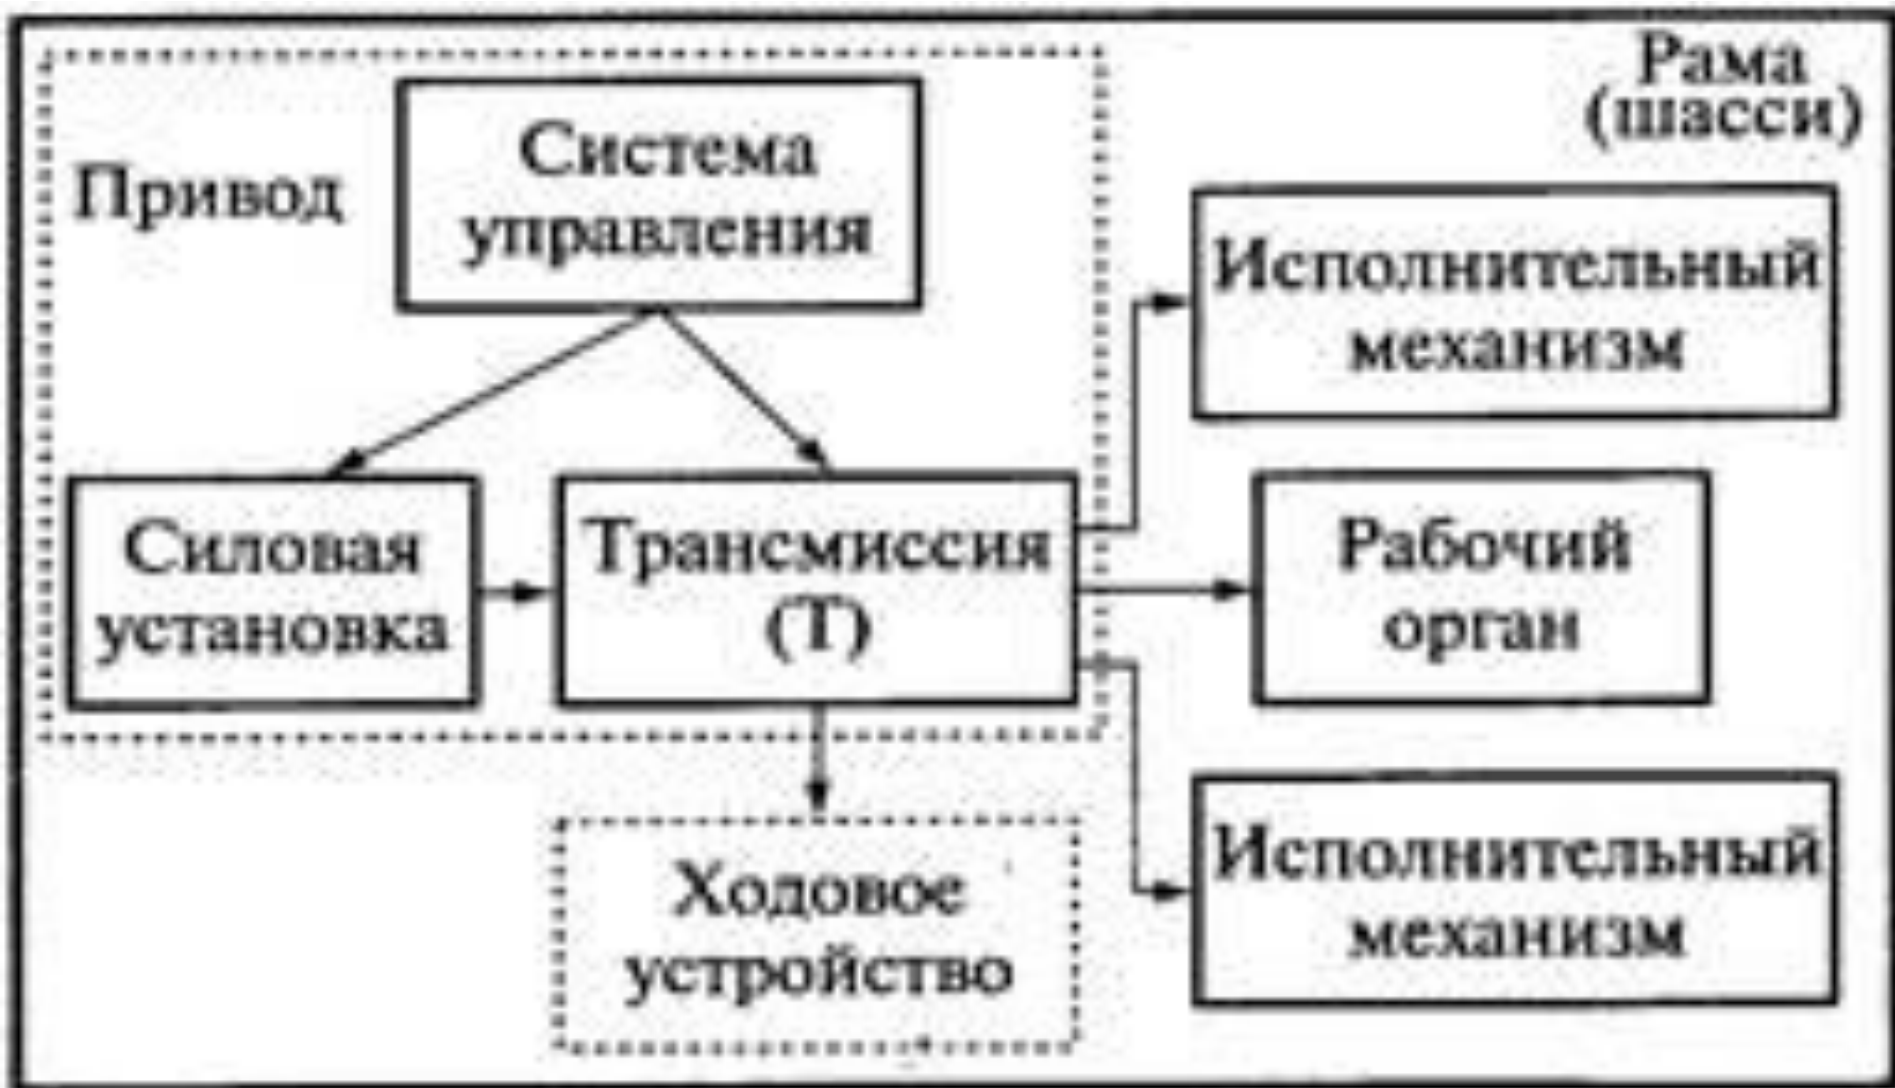 Рама
(шасси)
Привод
Система
управления
Исполнительный
механизм
Силовая
установка
Трансмиссия
(Т)
Рабочий
орган
Ходовое
устройство
Исполнительный
механизм